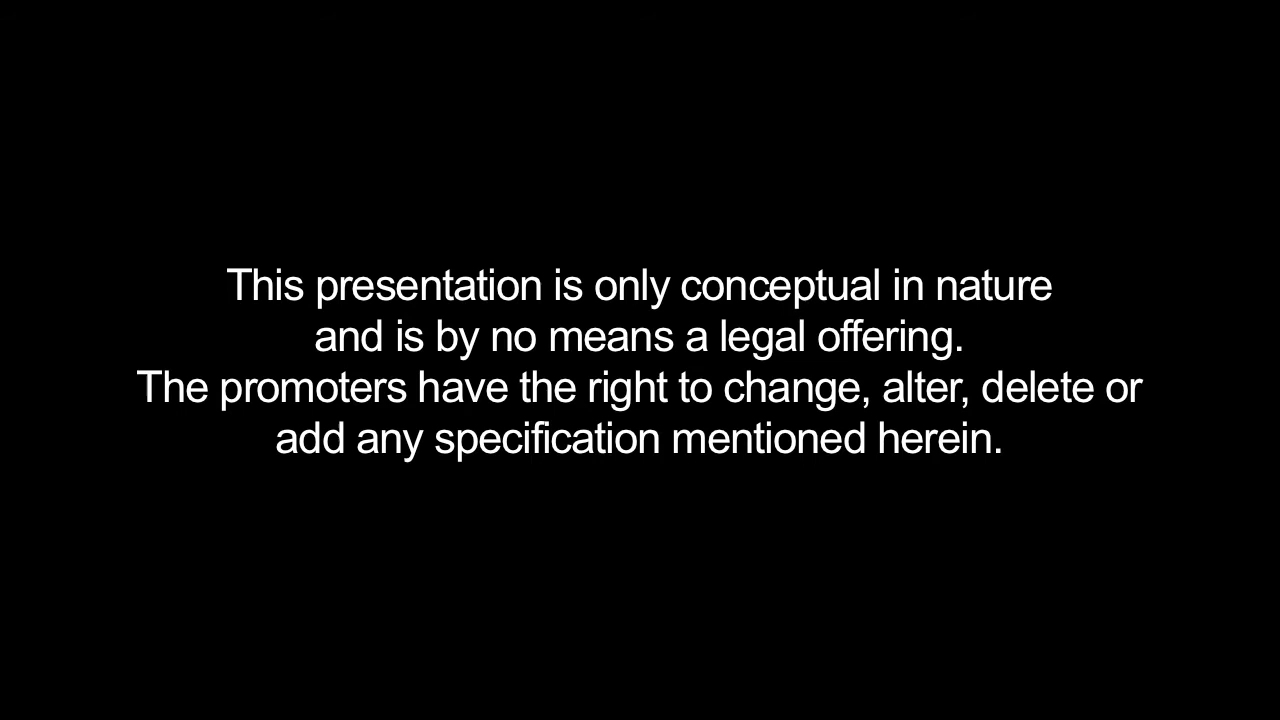 This presentation is only conceptual in nature
and is by no means a legal offering.
The promoters have the right to change, alter, delete or
add any specification mentioned herein.